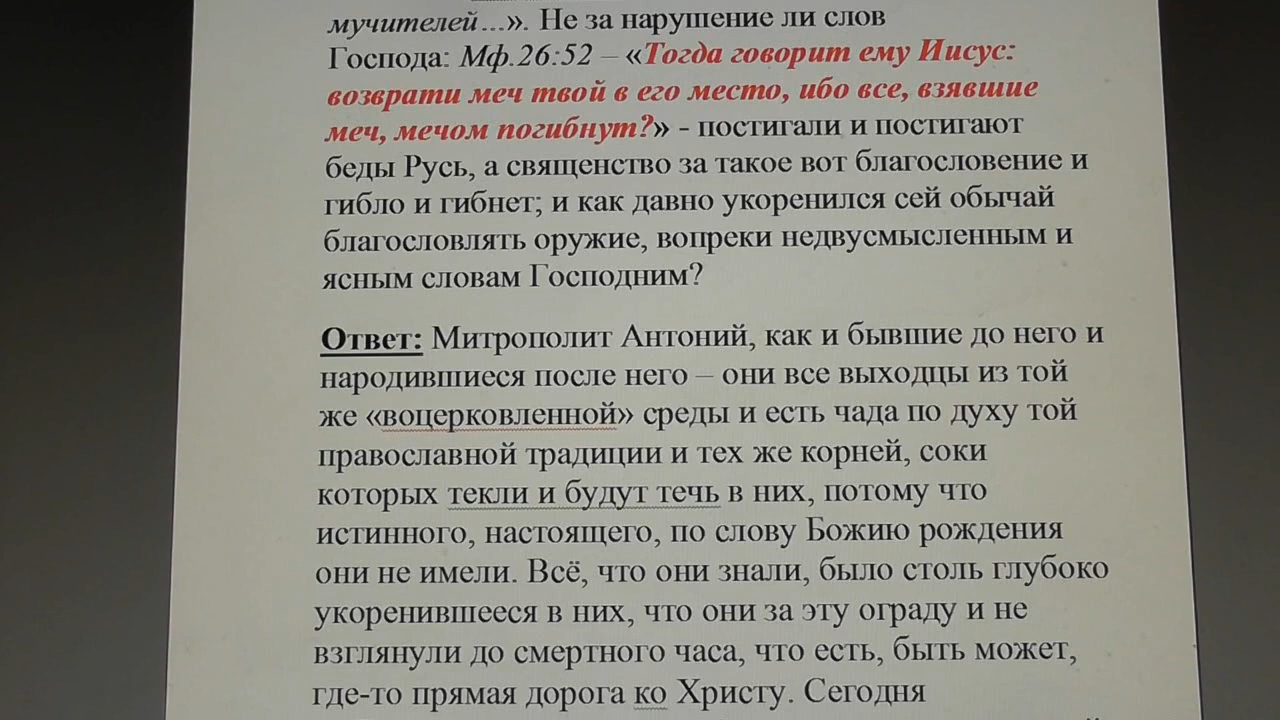 мучителей...». Не за нарушение ли слов
Господа: Мф.26:52 – «Тогда говорит ему Иисус:
возврати меч твой в его место, ибо все, взявшие
меч, мечом погибнут?» - постигали и постигают
беды Русь, а священство за такое вот благословение и
гибло и гибнет; и как давно укоренился сей обычай
благословлять оружие, вопреки недвусмысленным и
ясным словам Господним?
Ответ: Митрополит Антоний, как и бывшие до него и
народившиеся после него – они все выходцы из той
же «воцерковленной» среды и есть чада по духу той
православной традиции и тех же корней, соки
которых текли и будут течь в них, потому что
истинного, настоящего, по слову Божию рождения
они не имели. Всё, что они знали, было столь глубоко
укоренившееся в них, что они за эту ограду и не
взглянули до смертного часа, что есть, быть может,
где-то прямая дорога ко Христу. Сегодня